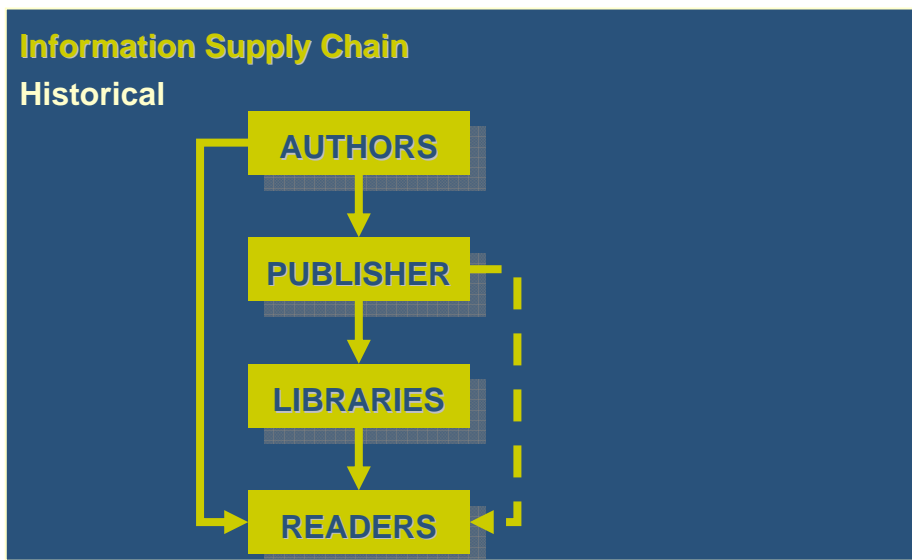 Information Supply Chain
Historical
AUTHORS
PUBLISHER
LIBRARIES
READERS